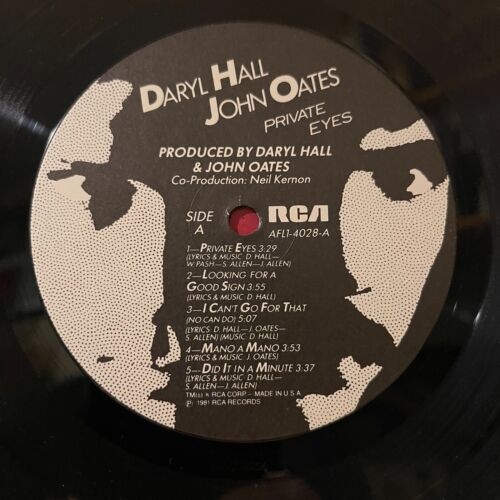 DARYL HALL
JOHN OATES
PRIVATE
EYES
PRODUCED BY DARYL HALL
& JOHN OATES
Co-Production: Neil Kernon
SIDE
A
RCA
AFL1-4028-A
1—PRIVATE EYES 3:29
(LYRICS & MUSIC: D. HALL—
W. PASH—S. ALLEN—J. ALLEN)
2—LOOKING FOR A
GOOD SIGN 3:55
(LYRICS & MUSIC: D. HALL)
3—I CAN'T GO FOR THAT
(NO CAN DO) 5:07
(LYRICS: D. HALL—J. OATES—
S. ALLEN) (MUSIC: D. HALL)
4—MANO A MANO 3:53
(LYRICS & MUSIC: J. OATES)
5—DID IT IN A MINUTE 3:37
(LYRICS & MUSIC: D. HALL—
S. ALLEN—J. ALLEN)
TM(s) ® RCA CORP.—MADE IN U.S.A.
℗ 1981 RCA RECORDS